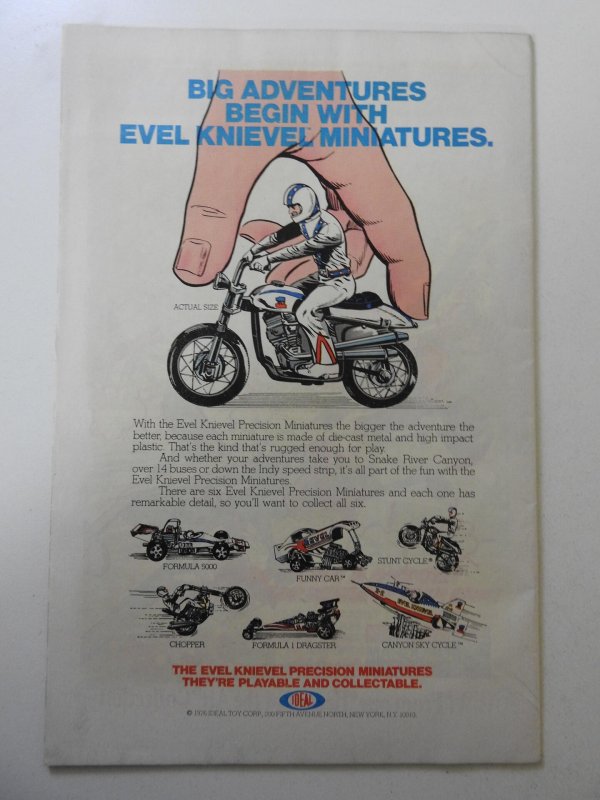 BIG ADVENTURES
BEGIN WITH
EVEL KNIEVEL MINIATURES.
ACTUAL SIZE
With the Evel Knievel Precision Miniatures the bigger the adventure the
better, because each miniature is made of die-cast metal and high impact
plastic. That's the kind that's rugged enough for play.
And whether your adventures take you to Snake River Canyon,
over 14 buses or down the Indy speed strip, it's all part of the fun with the
Evel Knievel Precision Miniatures.
There are six Evel Knievel Precision Miniatures and each one has
remarkable detail, so you'll want to collect all six.
FORMULA 5000
FUNNY CAR™
STUNT CYCLE®
CHOPPER
FORMULA 1 DRAGSTER
CANYON SKY CYCLE™
THE EVEL KNIEVEL PRECISION MINIATURES
THEY'RE PLAYABLE AND COLLECTABLE.
IDEAL
© 1976 IDEAL TOY CORP., 200 FIFTH AVENUE NORTH, NEW YORK, N.Y. 10010.